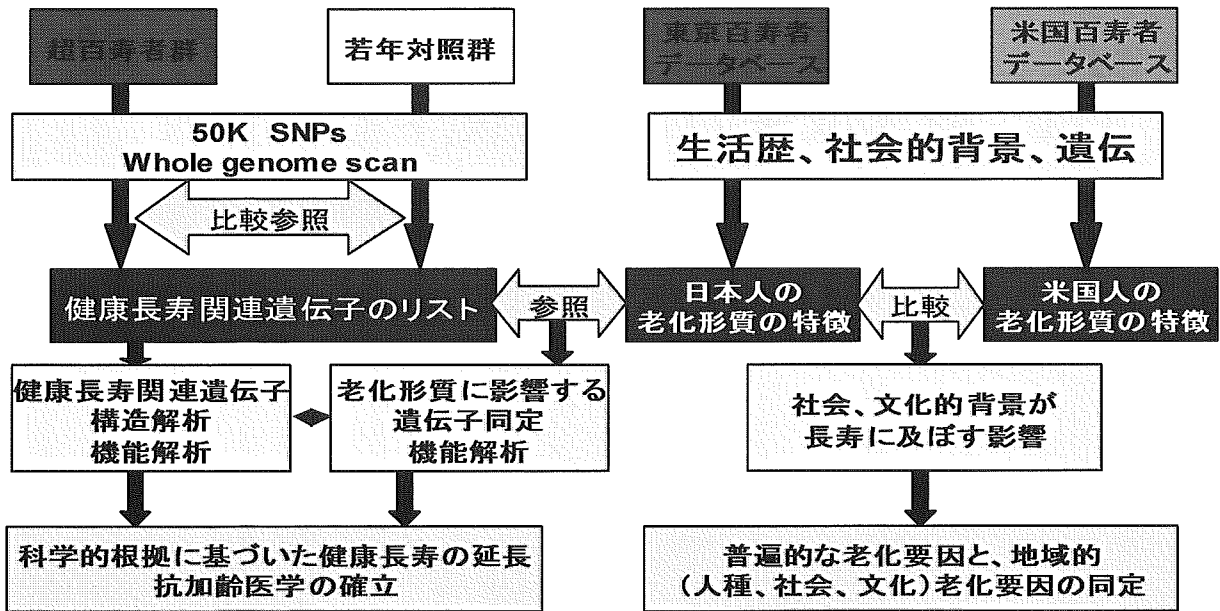 超百寿者群
若年対照群
東京百寿者
データベース
米国百寿者
データベース
50K SNPs
Whole genome scan
生活歴、社会的背景、遺伝
比較参照
健康長寿関連遺伝子のリスト
参照
日本人の
老化形質の特徴
比較
米国人の
老化形質の特徴
健康長寿関連遺伝子
構造解析
機能解析
老化形質に影響する
遺伝子同定
機能解析
社会、文化的背景が
長寿に及ぼす影響
科学的根拠に基づいた健康長寿の延長
抗加齢医学の確立
普遍的な老化要因と、地域的
（人種、社会、文化）老化要因の同定